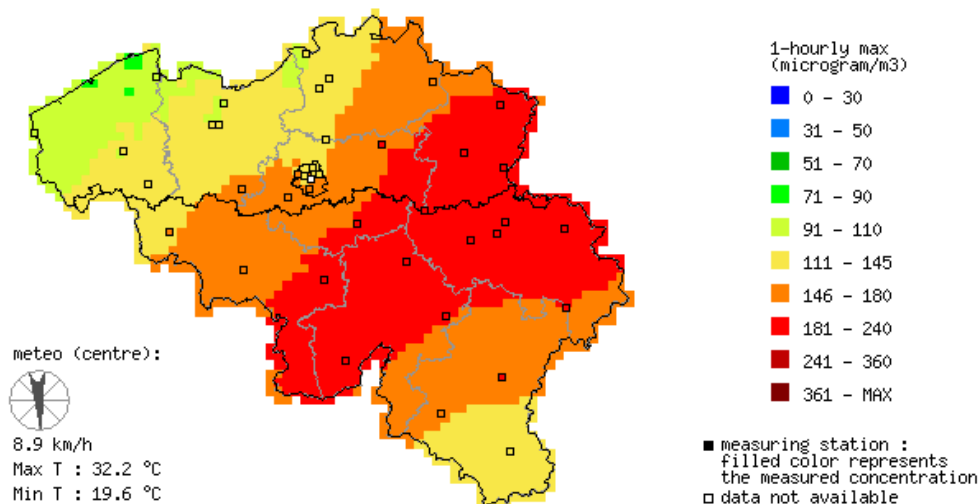 1-hourly max
(microgram/m3)
0 - 30
31 - 50
51 - 70
71 - 90
91 - 110
111 - 145
146 - 180
181 - 240
241 - 360
361 - MAX
meteo (centre):
8.9 km/h
Max T : 32.2 °C
Min T : 19.6 °C
measuring station :
filled color represents
the measured concentration
data not available